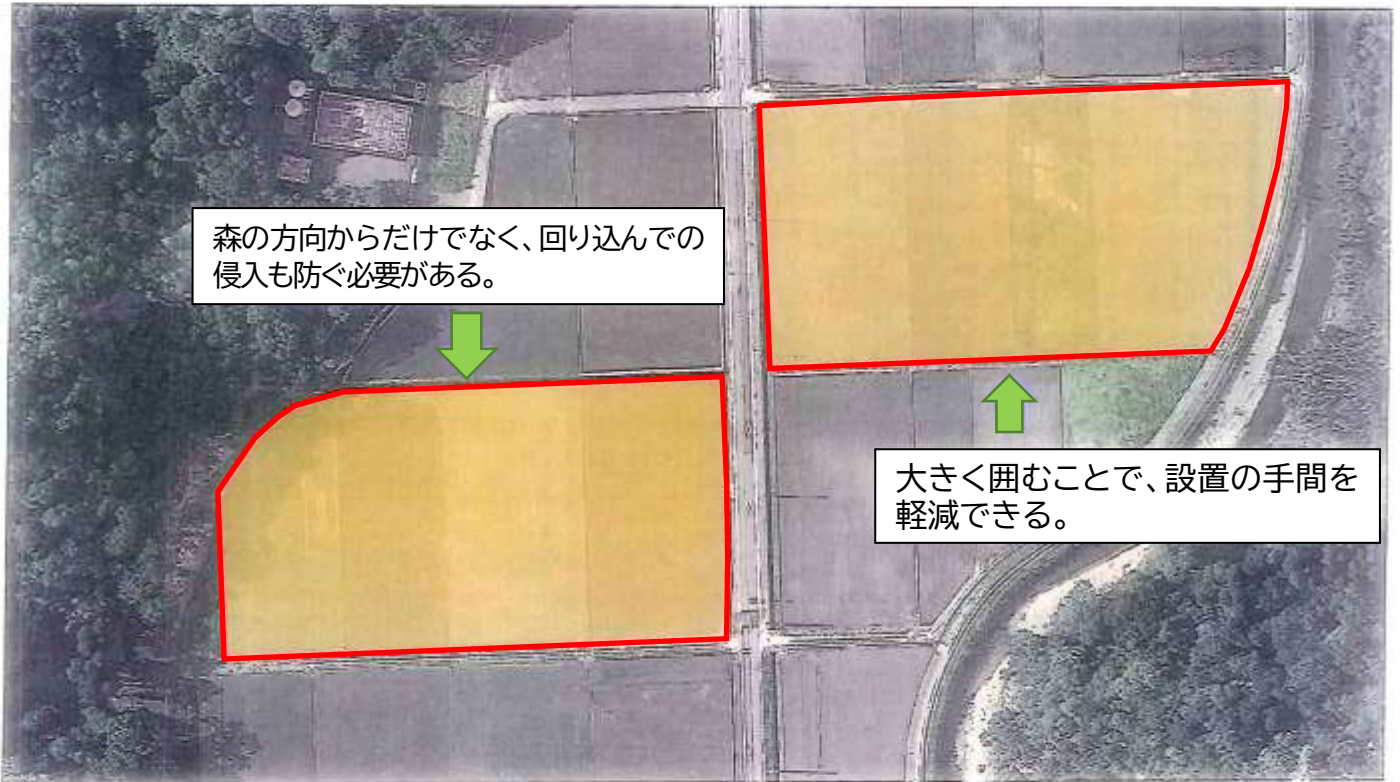 森の方向からだけでなく、回り込んでの
侵入も防ぐ必要がある。
大きく囲むことで、設置の手間を
軽減できる。